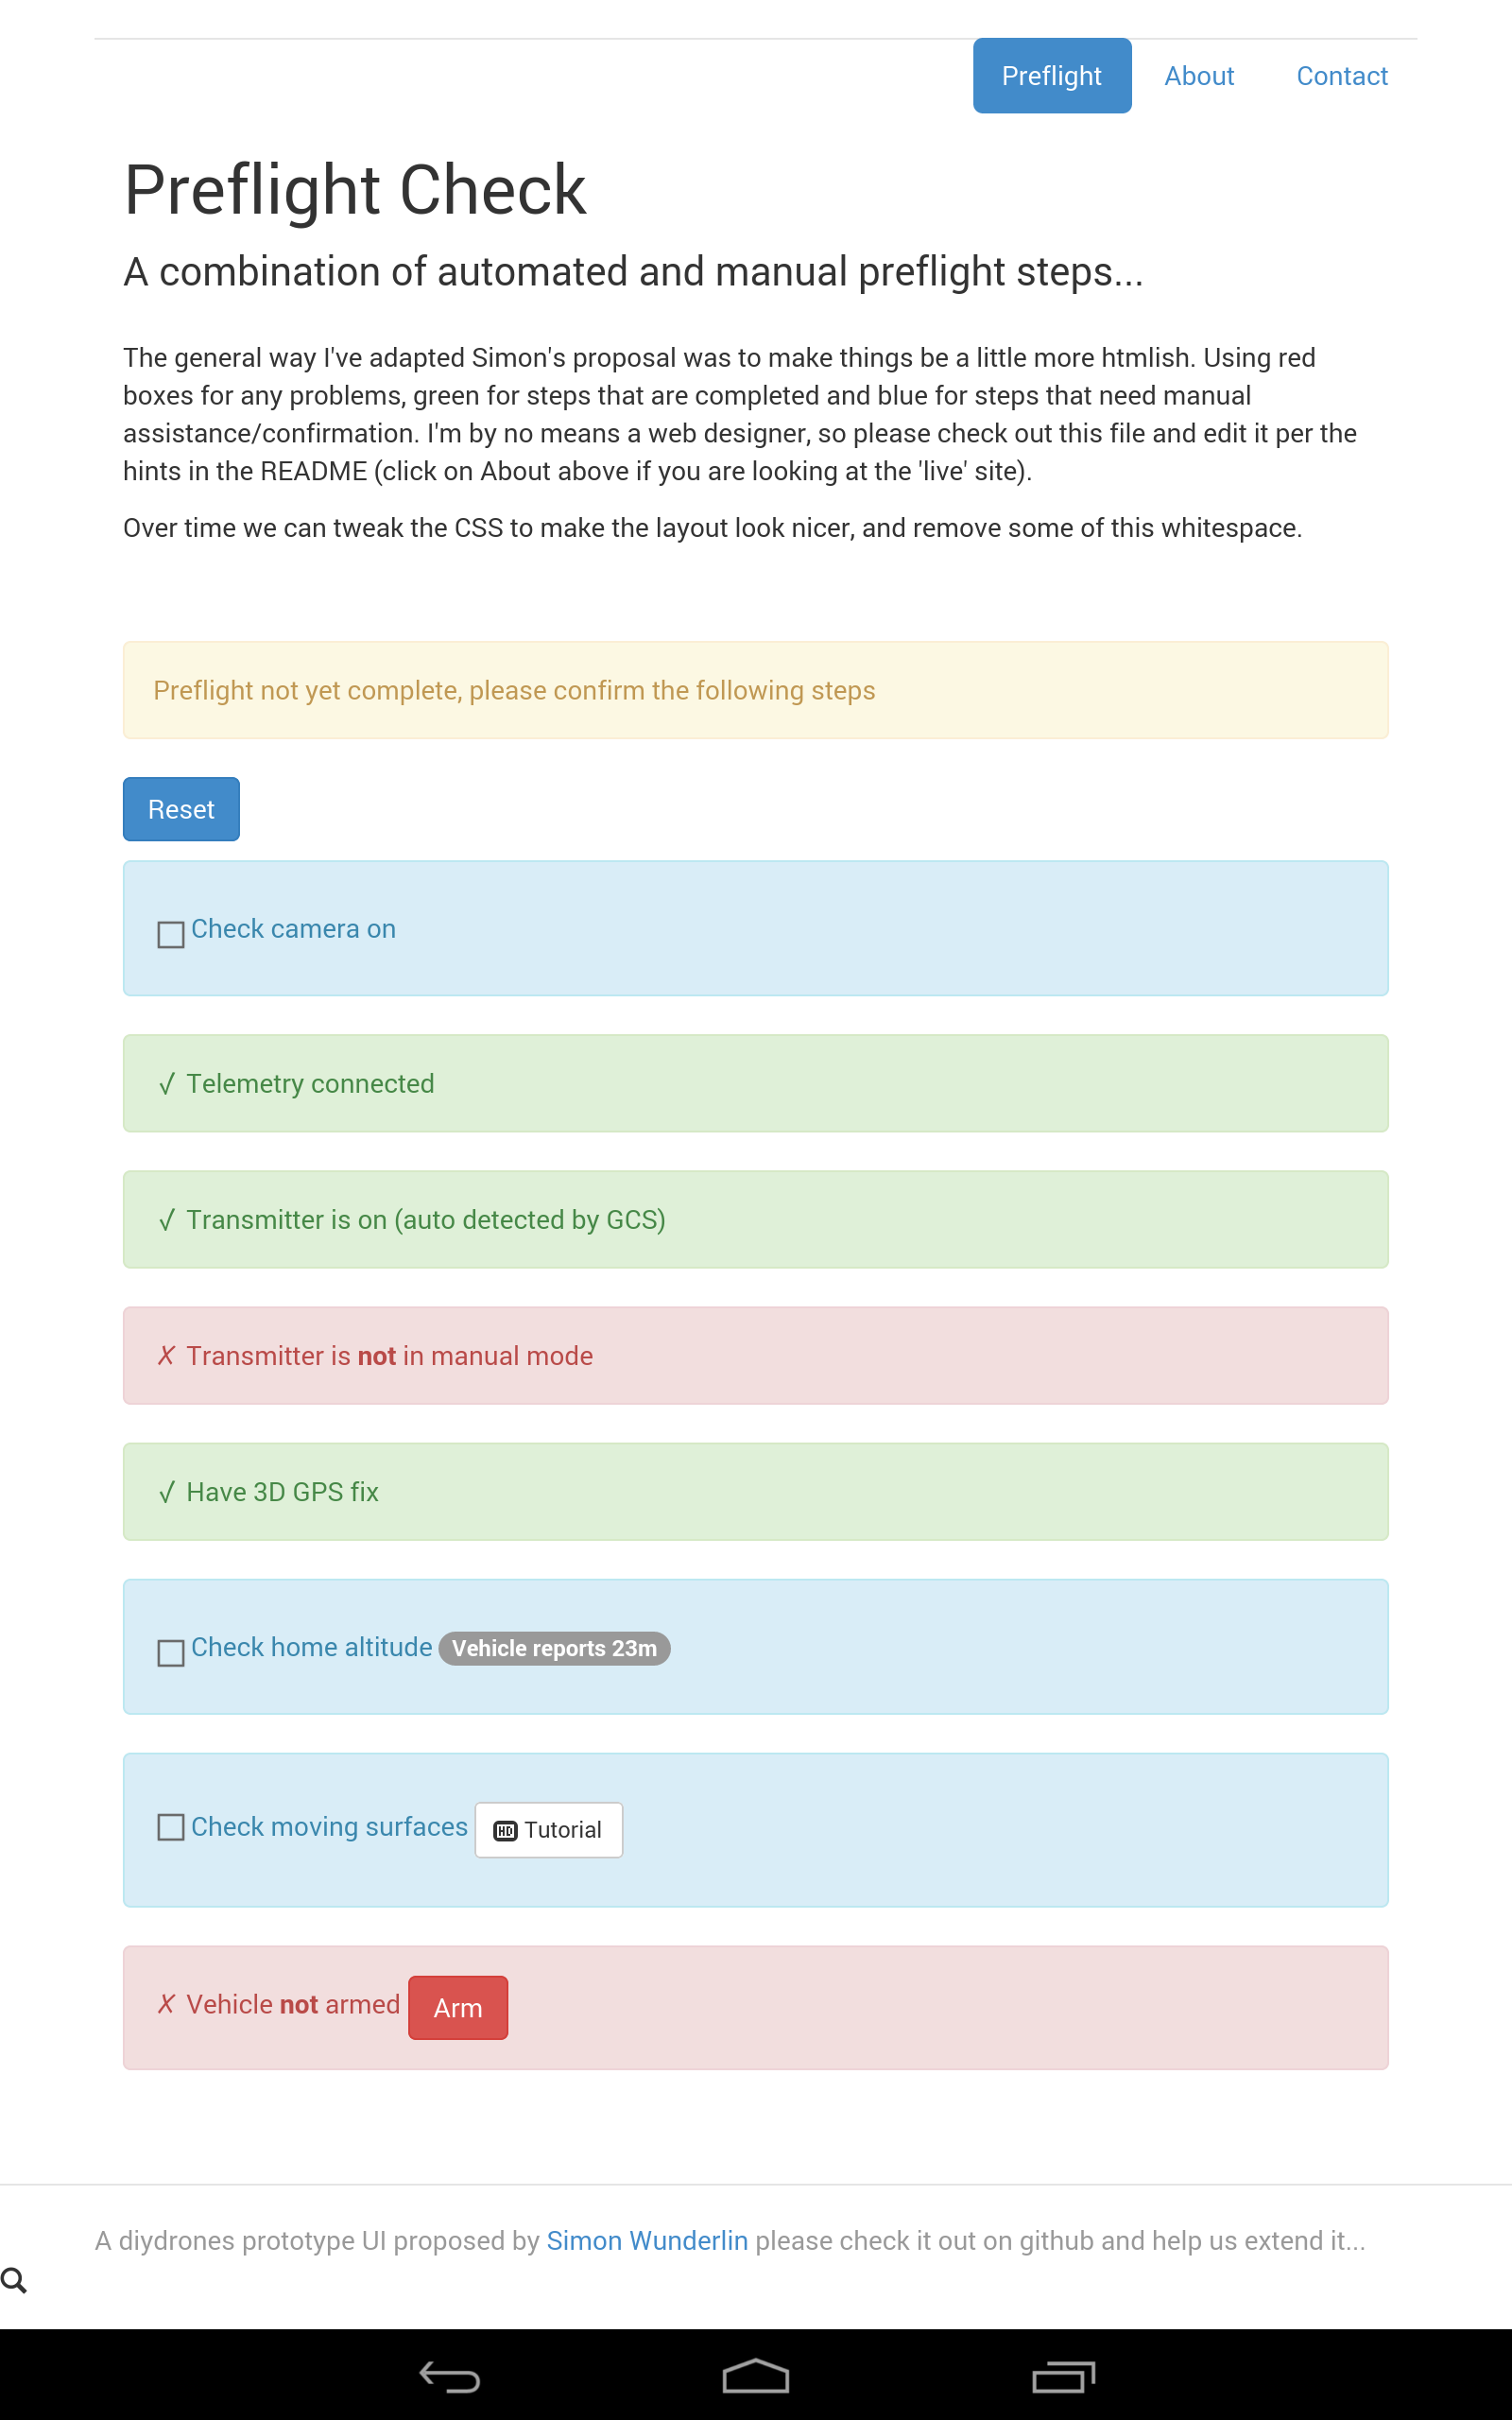 Preflight About Contact
Preflight Check
A combination of automated and manual preflight steps...
The general way I've adapted Simon's proposal was to make things be a little more htmlish. Using red
boxes for any problems, green for steps that are completed and blue for steps that need manual
assistance/confirmation. I'm by no means a web designer, so please check out this file and edit it per the
hints in the README (click on About above if you are looking at the 'live' site).
Over time we can tweak the CSS to make the layout look nicer, and remove some of this whitespace.
Preflight not yet complete, please confirm the following steps
Reset
Check camera on
√ Telemetry connected
√ Transmitter is on (auto detected by GCS)
✗ Transmitter is not in manual mode
√ Have 3D GPS fix
Check home altitude Vehicle reports 23m
Check moving surfaces HD Tutorial
✗ Vehicle not armed Arm
A diydrones prototype UI proposed by Simon Wunderlin please check it out on github and help us extend it...